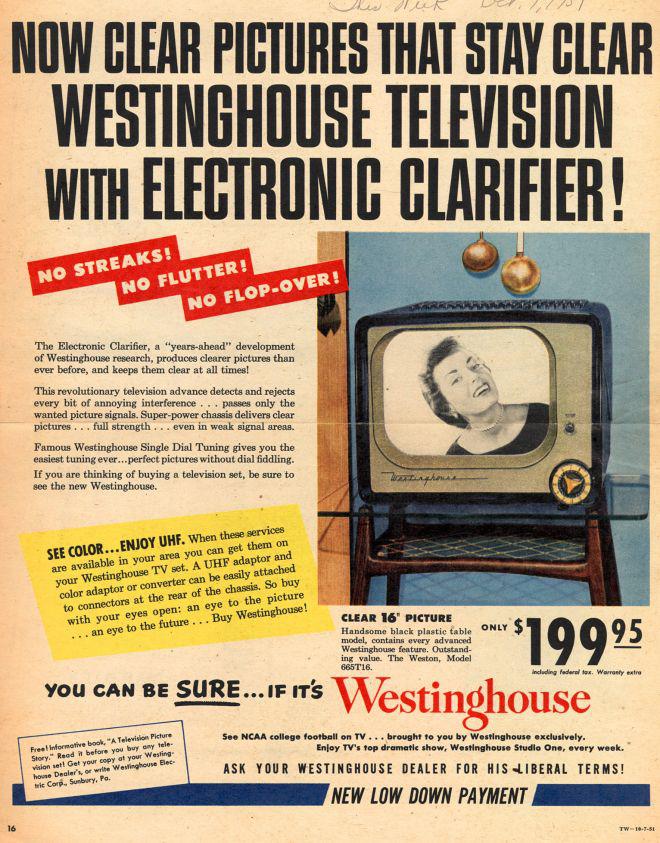 This Week Oct. 7, 1951
NOW CLEAR PICTURES THAT STAY CLEAR
WESTINGHOUSE TELEVISION
WITH ELECTRONIC CLARIFIER!
NO STREAKS!
NO FLUTTER!
NO FLOP-OVER!
The Electronic Clarifier, a “years-ahead” development
of Westinghouse research, produces clearer pictures than
ever before, and keeps them clear at all times!
This revolutionary television advance detects and rejects
every bit of annoying interference . . . passes only the
wanted picture signals. Super-power chassis delivers clear
pictures . . . full strength . . . even in weak signal areas.
Famous Westinghouse Single Dial Tuning gives you the
easiest tuning ever...perfect pictures without dial fiddling.
If you are thinking of buying a television set, be sure to
see the new Westinghouse.
Westinghouse
SEE COLOR...ENJOY UHF. When these services
are available in your area you can get them on
your Westinghouse TV set. A UHF adaptor and
color adaptor or converter can be easily attached
to connectors at the rear of the chassis. So buy
with your eyes open: an eye to the picture
. . . an eye to the future . . . Buy Westinghouse!
CLEAR 16" PICTURE
Handsome black plastic table
model, contains every advanced
Westinghouse feature. Outstand-
ing value. The Weston, Model
665T16.
ONLY $199.95
including federal tax. Warranty extra
YOU CAN BE SURE...IF IT'S Westinghouse
See NCAA college football on TV . . . brought to you by Westinghouse exclusively.
Enjoy TV's top dramatic show, Westinghouse Studio One, every week.
Free! Informative book, "A Television Picture
Story." Read it before you buy any tele-
vision set! Get your copy at your Westing-
house Dealer's, or write Westinghouse Elec-
tric Corp., Sunbury, Pa.
ASK YOUR WESTINGHOUSE DEALER FOR HIS LIBERAL TERMS!
NEW LOW DOWN PAYMENT
16
TW—10-7-51